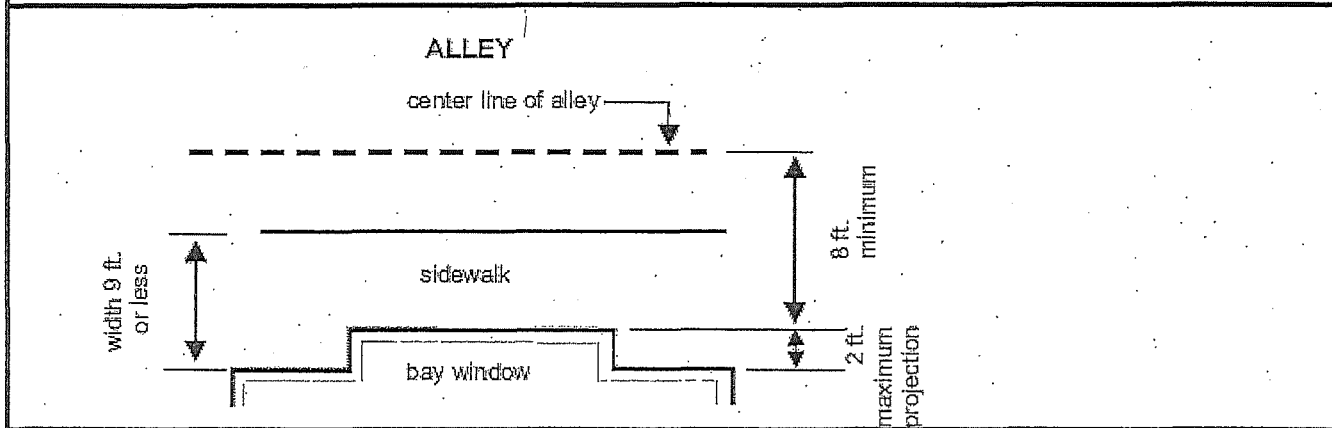 ALLEY
center line of alley
width 9 ft.
or less
sidewalk
8 ft.
minimum
bay window
2 ft.
maximum
projection